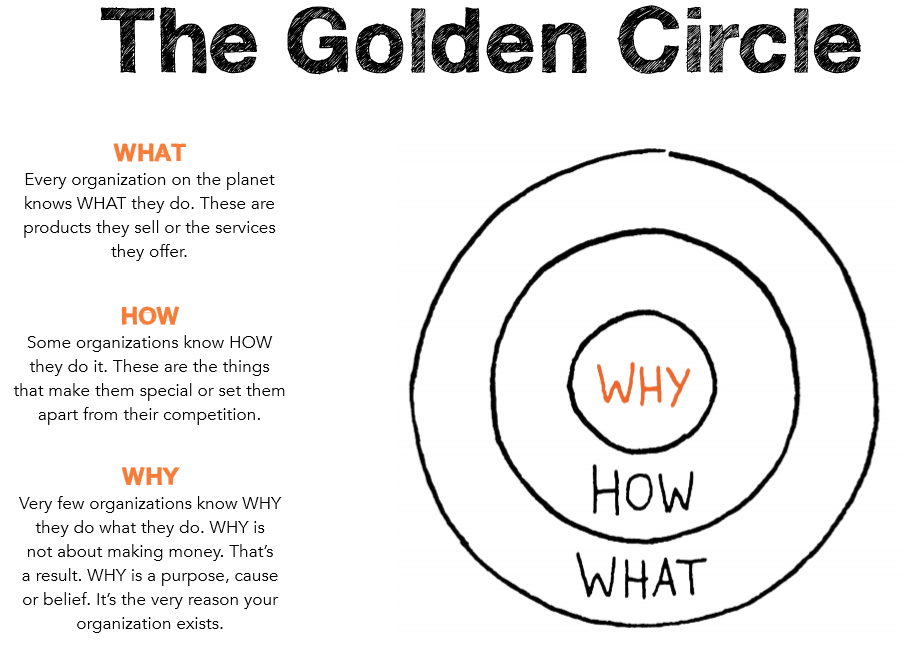 The Golden Circle
WHAT
Every organization on the planet
knows WHAT they do. These are
products they sell or the services
they offer.
HOW
Some organizations know HOW
they do it. These are the things
that make them special or set them
apart from their competition.
WHY
Very few organizations know WHY
they do what they do. WHY is
not about making money. That’s
a result. WHY is a purpose, cause
or belief. It’s the very reason your
organization exists.
WHY
HOW
WHAT